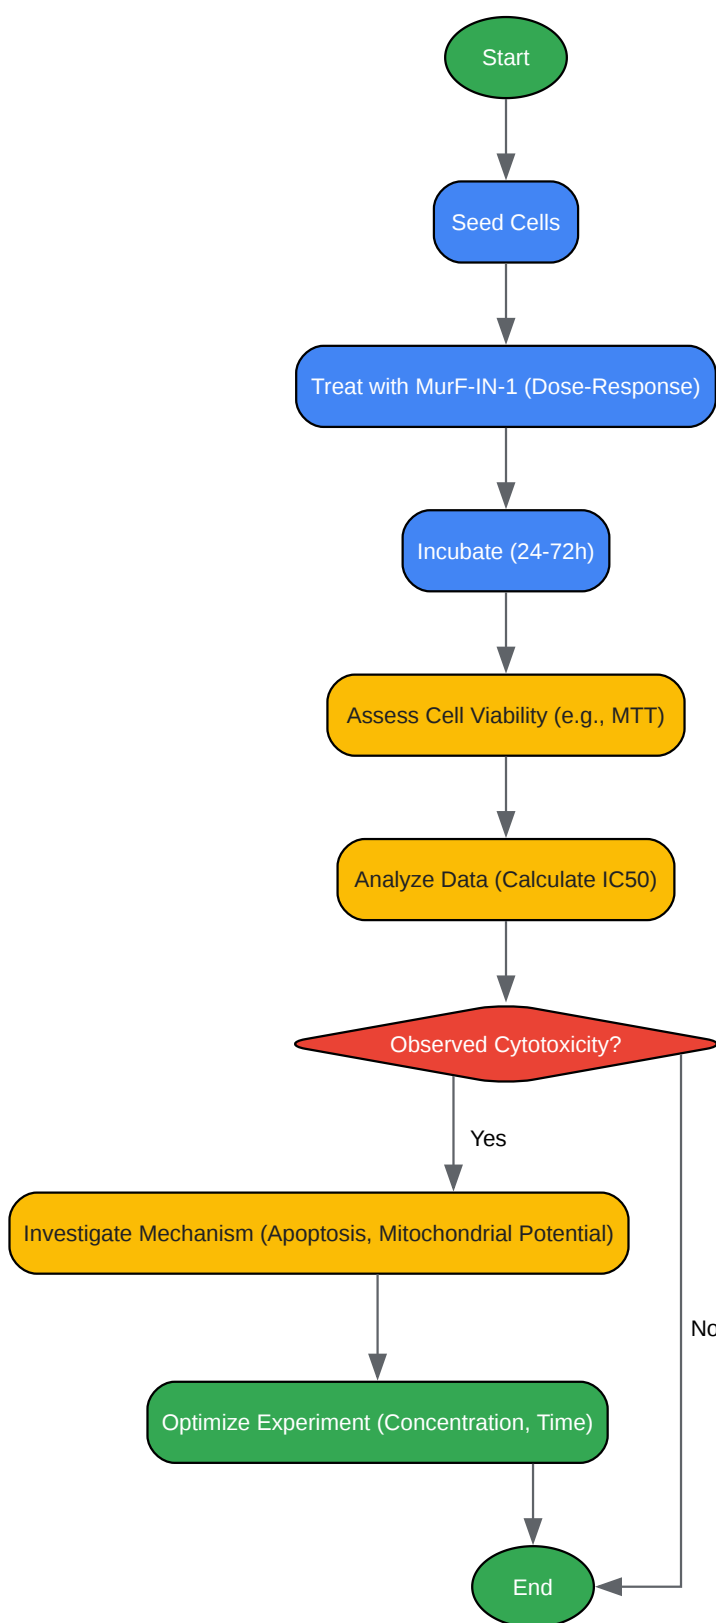 Start
Seed Cells
Treat with MurF-IN-1 (Dose-Response)
Incubate (24-72h)
Assess Cell Viability (e.g., MTT)
Analyze Data (Calculate IC50)
Observed Cytotoxicity?
Yes
Investigate Mechanism (Apoptosis, Mitochondrial Potential)
No
Optimize Experiment (Concentration, Time)
End